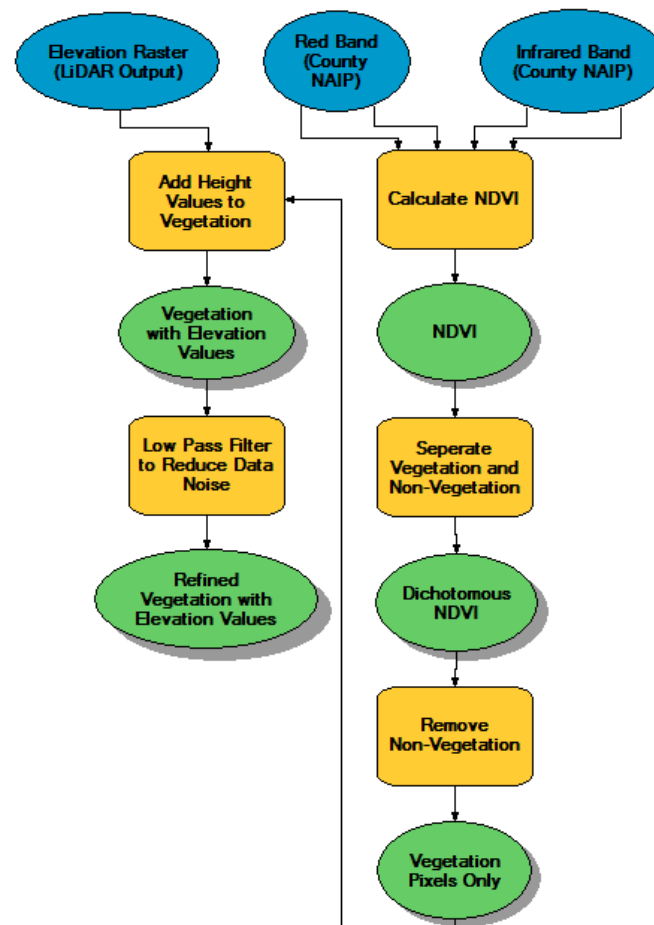 Elevation Raster
(LiDAR Output)
Red Band
(County
NAIP)
Infrared Band
(County NAIP)
Add Height
Values to
Vegetation
Calculate NDVI
Vegetation
with Elevation
Values
NDVI
Low Pass Filter
to Reduce Data
Noise
Seperate
Vegetation and
Non-Vegetation
Refined
Vegetation with
Elevation Values
Dichotomous
NDVI
Remove
Non-Vegetation
Vegetation
Pixels Only